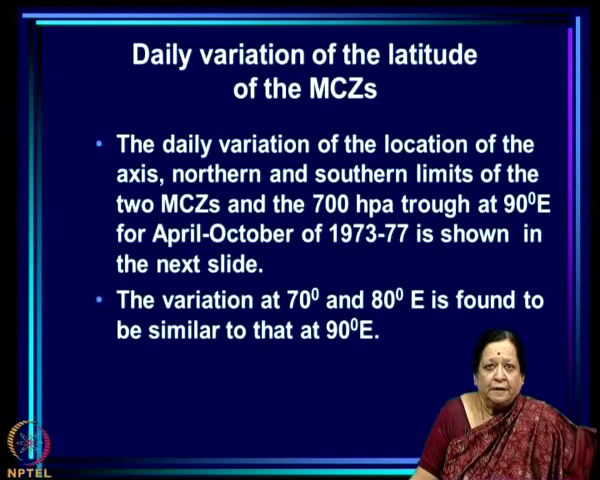 Daily variation of the latitude
of the MCZs
• The daily variation of the location of the
axis, northern and southern limits of the
two MCZs and the 700 hpa trough at 90⁰E
for April-October of 1973-77 is shown in
the next slide.
• The variation at 70⁰ and 80⁰ E is found to
be similar to that at 90⁰E.
NPTEL